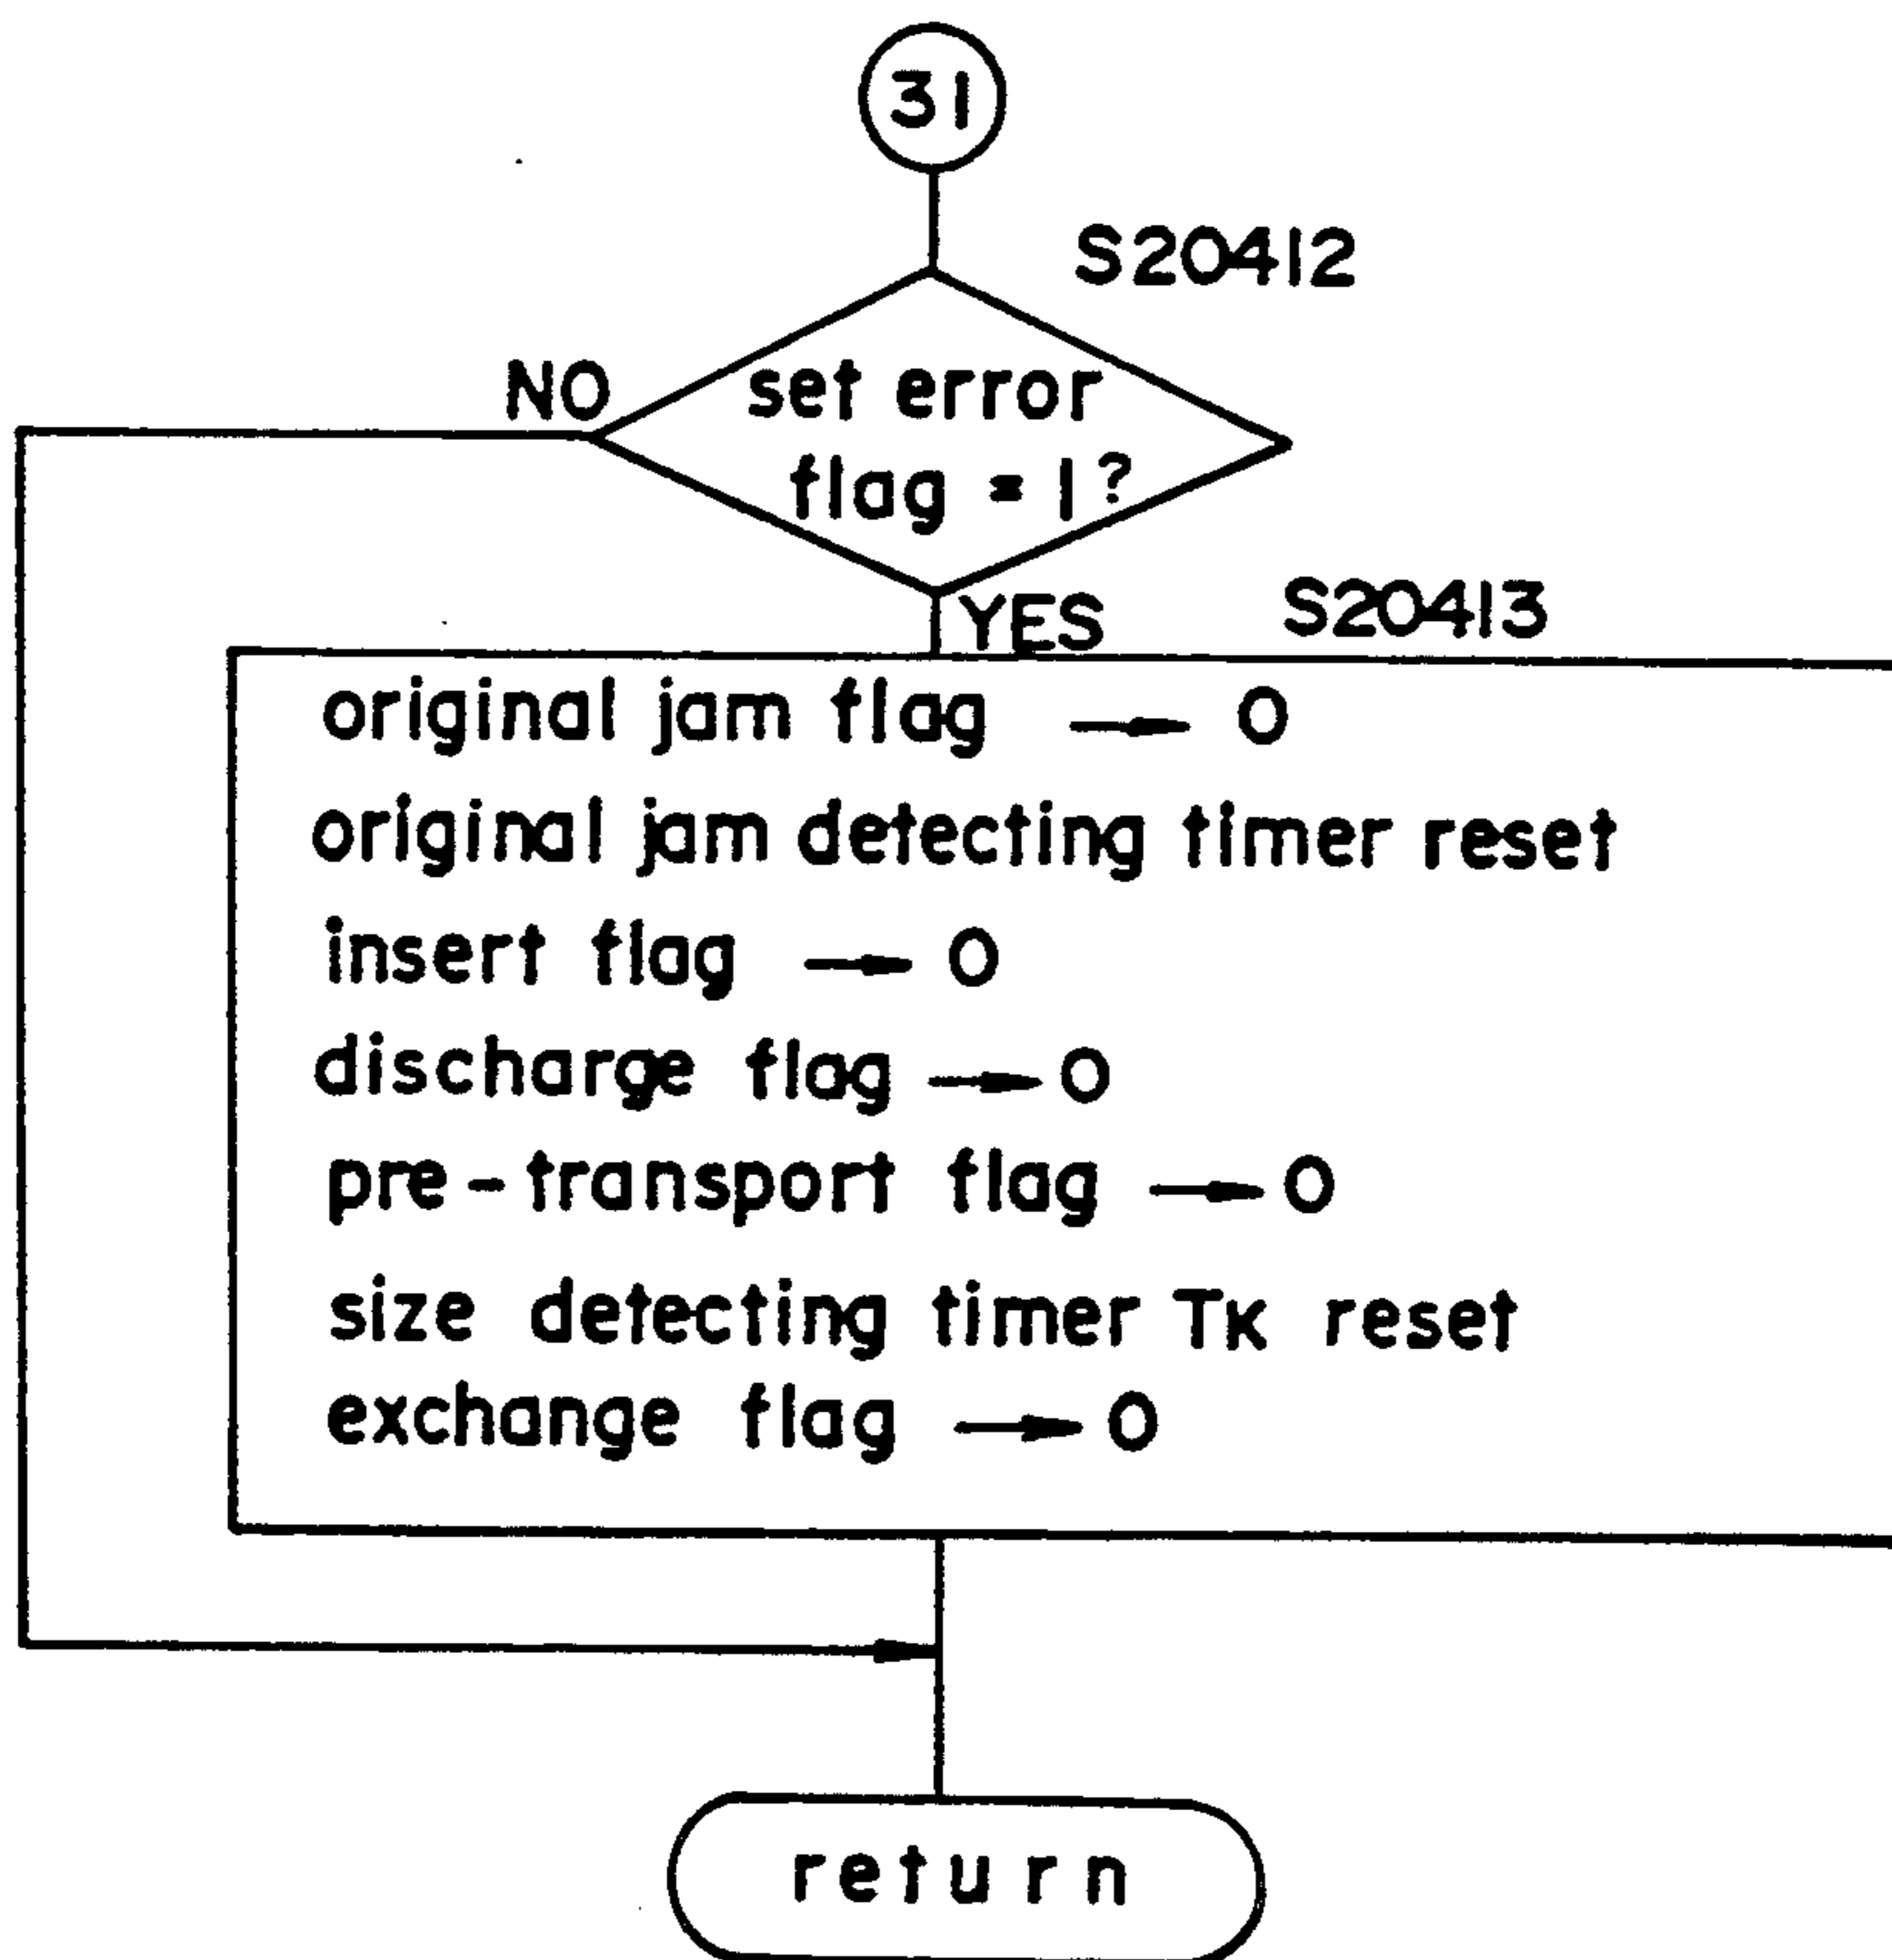 31
S20412
NO
set error
flag = 1?
YES
S20413
original jam flag → 0
original jam detecting timer reset
insert flag → 0
discharge flag → 0
pre-transport flag → 0
size detecting timer TK reset
exchange flag → 0
return